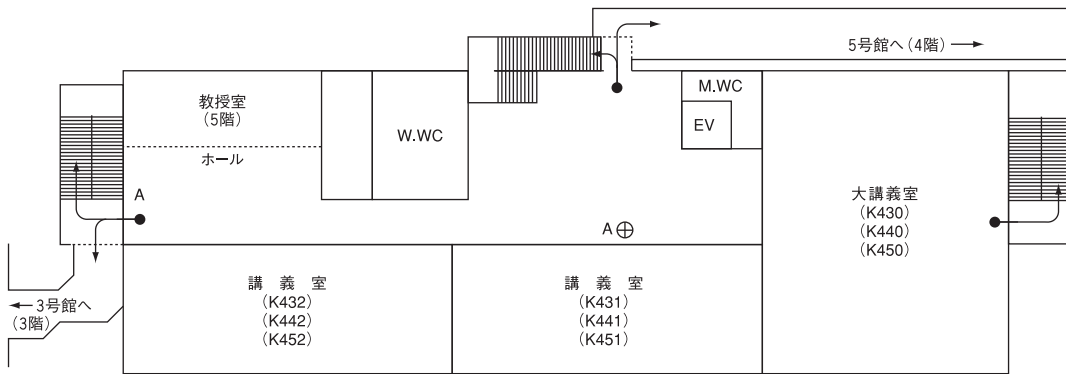 5号館へ(4階)
教授室
(5階)
ホール
W.WC
M.WC
EV
A
A
大講義室
(K430)
(K440)
(K450)
講義室
(K432)
(K442)
(K452)
講義室
(K431)
(K441)
(K451)
3号館へ
(3階)